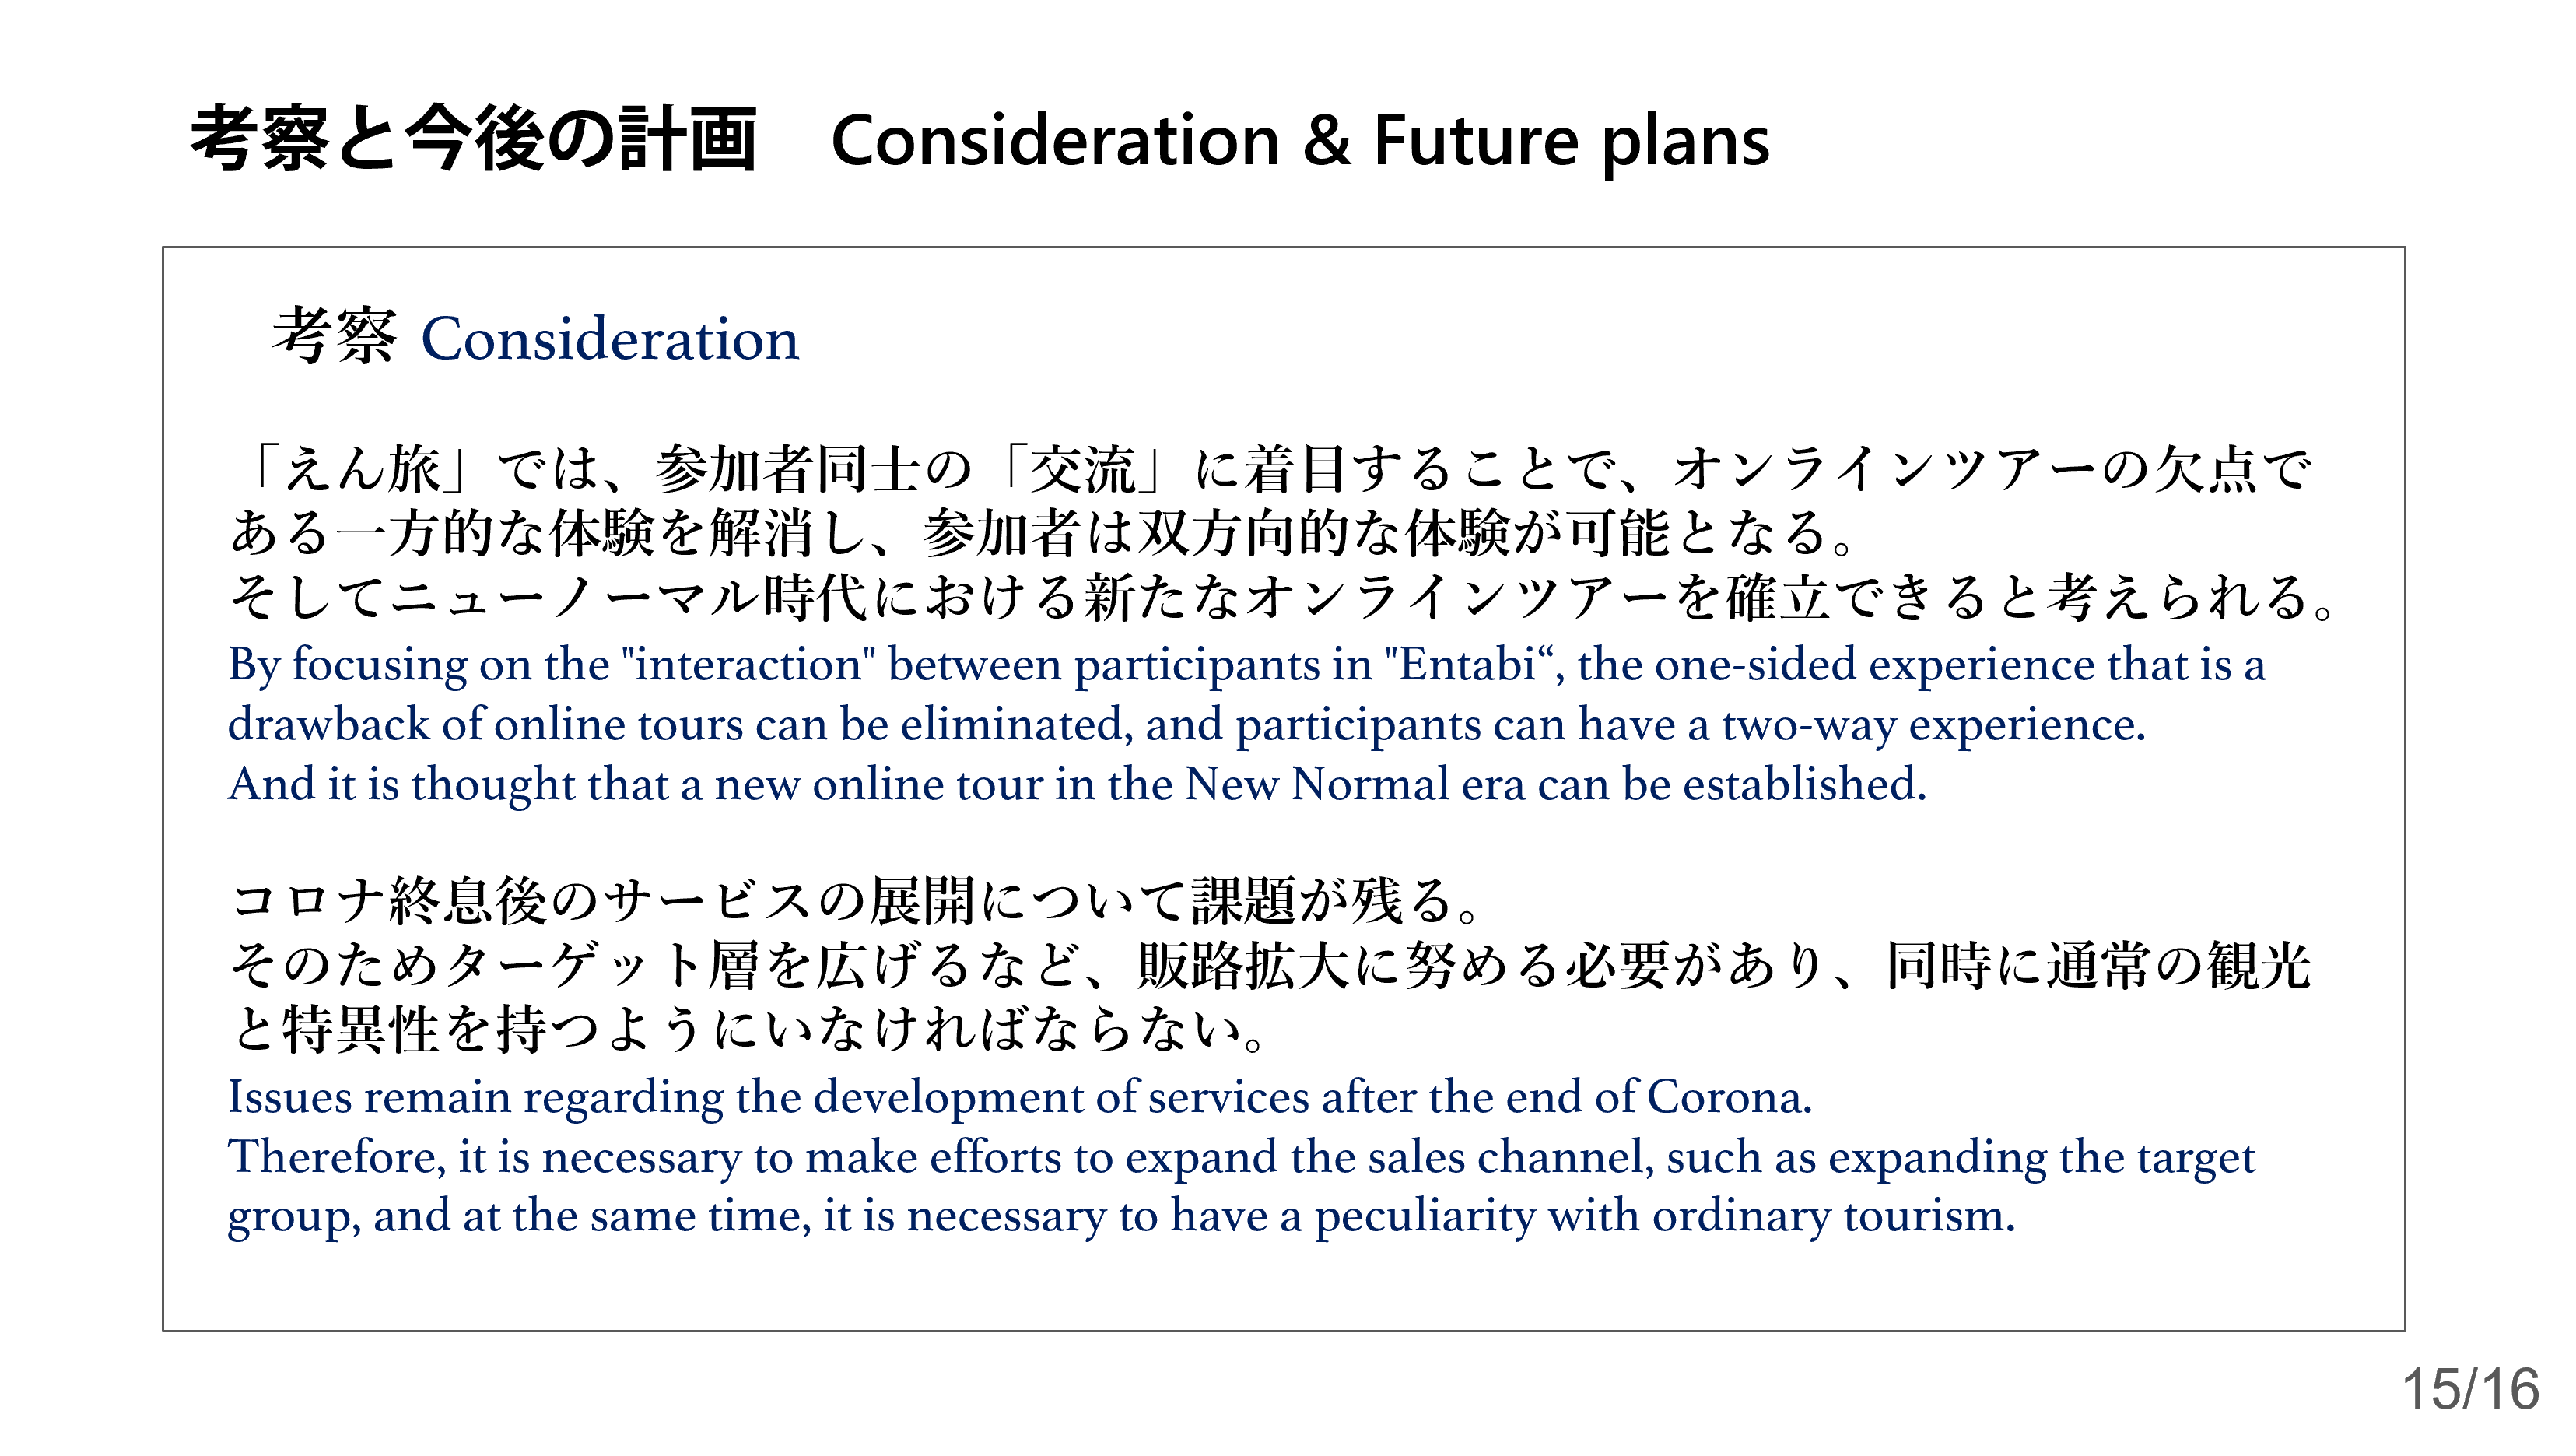 考察と今後の計画　Consideration & Future plans
考察 Consideration
「えん旅」では、参加者同士の「交流」に着目することで、オンラインツアーの欠点で
ある一方的な体験を解消し、参加者は双方向的な体験が可能となる。
そしてニューノーマル時代における新たなオンラインツアーを確立できると考えられる。
By focusing on the "interaction" between participants in "Entabi“, the one-sided experience that is a
drawback of online tours can be eliminated, and participants can have a two-way experience.
And it is thought that a new online tour in the New Normal era can be established.
コロナ終息後のサービスの展開について課題が残る。
そのためターゲット層を広げるなど、販路拡大に努める必要があり、同時に通常の観光
と特異性を持つようにいなければならない。
Issues remain regarding the development of services after the end of Corona.
Therefore, it is necessary to make efforts to expand the sales channel, such as expanding the target
group, and at the same time, it is necessary to have a peculiarity with ordinary tourism.
15/16